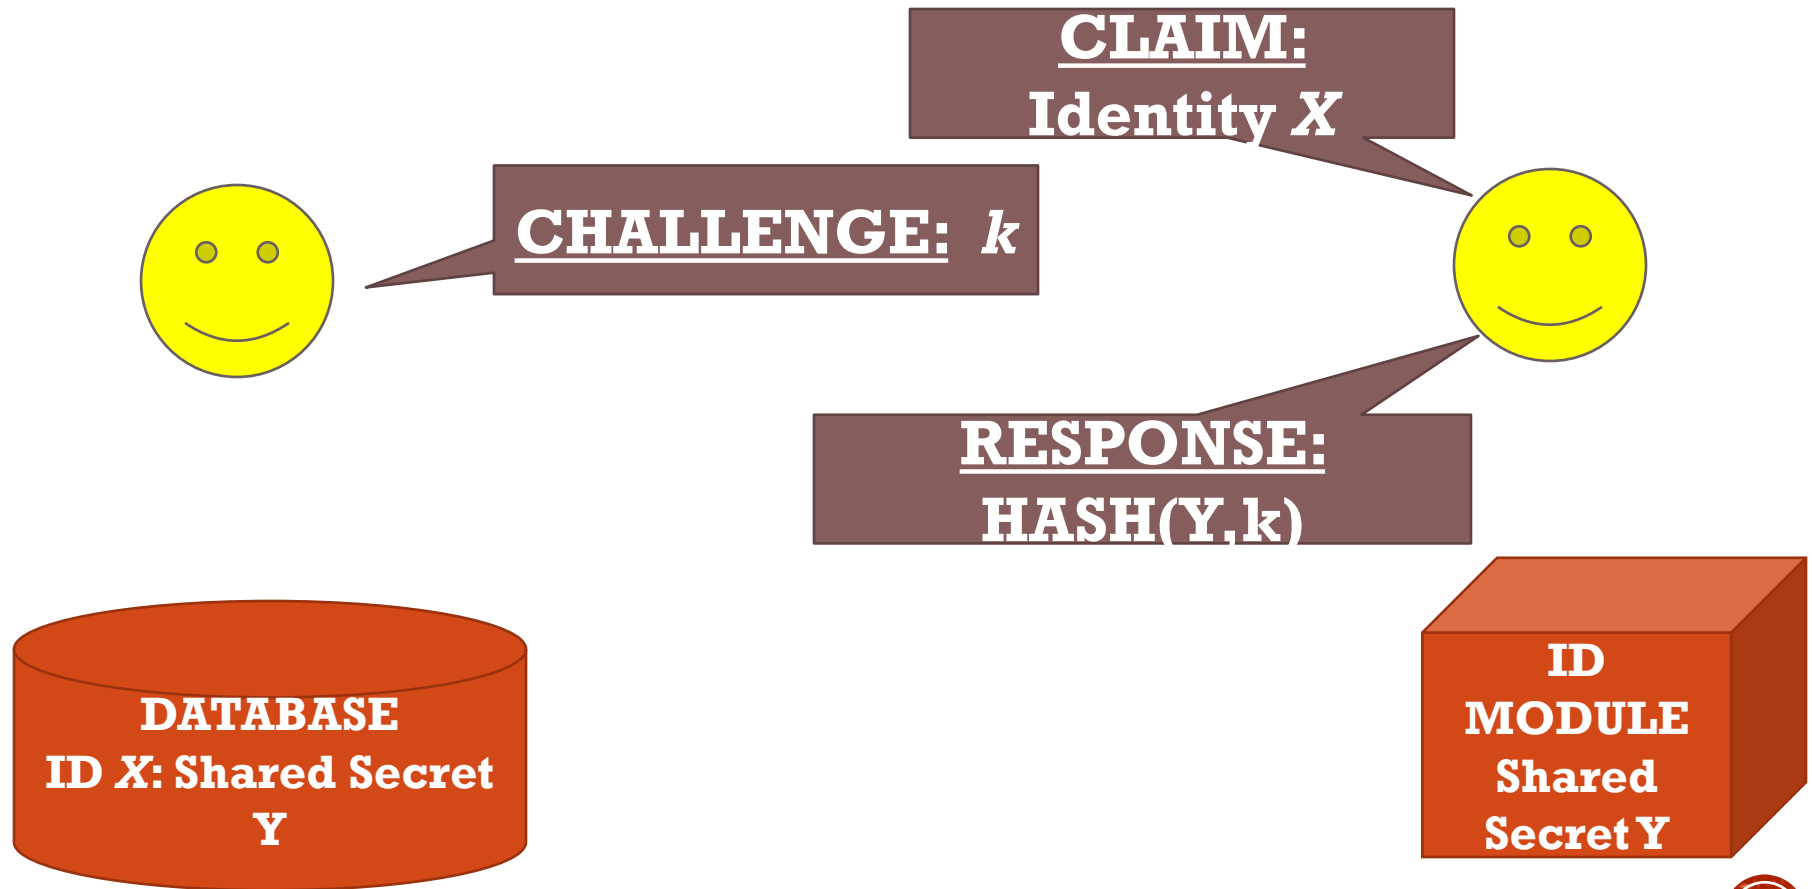 CLAIM:
Identity X
CHALLENGE: k
RESPONSE:
HASH(Y,k)
DATABASE
ID X: Shared Secret
Y
ID
MODULE
Shared
Secret Y